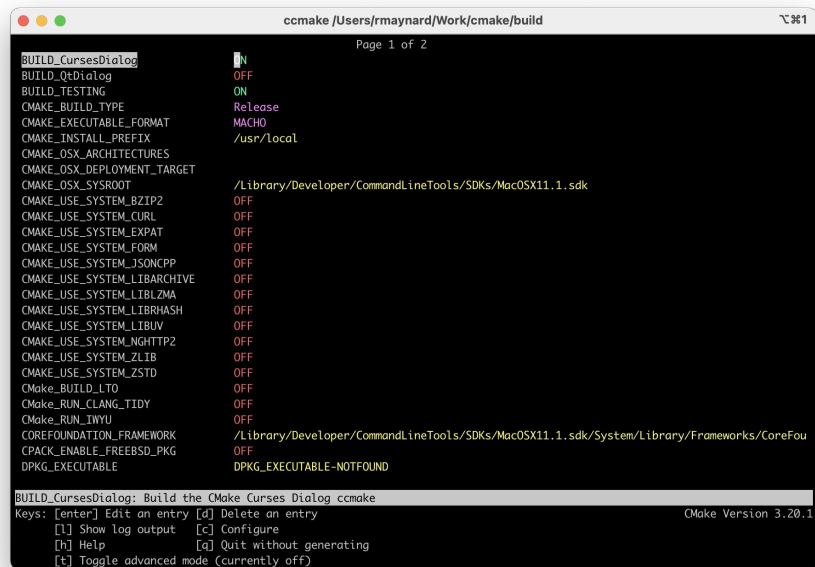 ccmake /Users/rmaynard/Work/cmake/build ⌥⌘1
Page 1 of 2
BUILD_CursesDialog ON
BUILD_QtDialog OFF
BUILD_TESTING ON
CMAKE_BUILD_TYPE Release
CMAKE_EXECUTABLE_FORMAT MACHO
CMAKE_INSTALL_PREFIX /usr/local
CMAKE_OSX_ARCHITECTURES
CMAKE_OSX_DEPLOYMENT_TARGET
CMAKE_OSX_SYSROOT /Library/Developer/CommandLineTools/SDKs/MacOSX11.1.sdk
CMAKE_USE_SYSTEM_BZIP2 OFF
CMAKE_USE_SYSTEM_CURL OFF
CMAKE_USE_SYSTEM_EXPAT OFF
CMAKE_USE_SYSTEM_FORM OFF
CMAKE_USE_SYSTEM_JSONCPP OFF
CMAKE_USE_SYSTEM_LIBARCHIVE OFF
CMAKE_USE_SYSTEM_LIBLZMA OFF
CMAKE_USE_SYSTEM_LIBRHASH OFF
CMAKE_USE_SYSTEM_LIBUV OFF
CMAKE_USE_SYSTEM_NGHTTP2 OFF
CMAKE_USE_SYSTEM_ZLIB OFF
CMAKE_USE_SYSTEM_ZSTD OFF
CMake_BUILD_LTO OFF
CMake_RUN_CLANG_TIDY OFF
CMake_RUN_IWYU OFF
COREFOUNDATION_FRAMEWORK /Library/Developer/CommandLineTools/SDKs/MacOSX11.1.sdk/System/Library/Frameworks/CoreFou
CPACK_ENABLE_FREEBSD_PKG OFF
DPKG_EXECUTABLE DPKG_EXECUTABLE-NOTFOUND
BUILD_CursesDialog: Build the CMake Curses Dialog ccmake
Keys: [enter] Edit an entry [d] Delete an entry CMake Version 3.20.1
[l] Show log output [c] Configure
[h] Help [q] Quit without generating
[t] Toggle advanced mode (currently off)